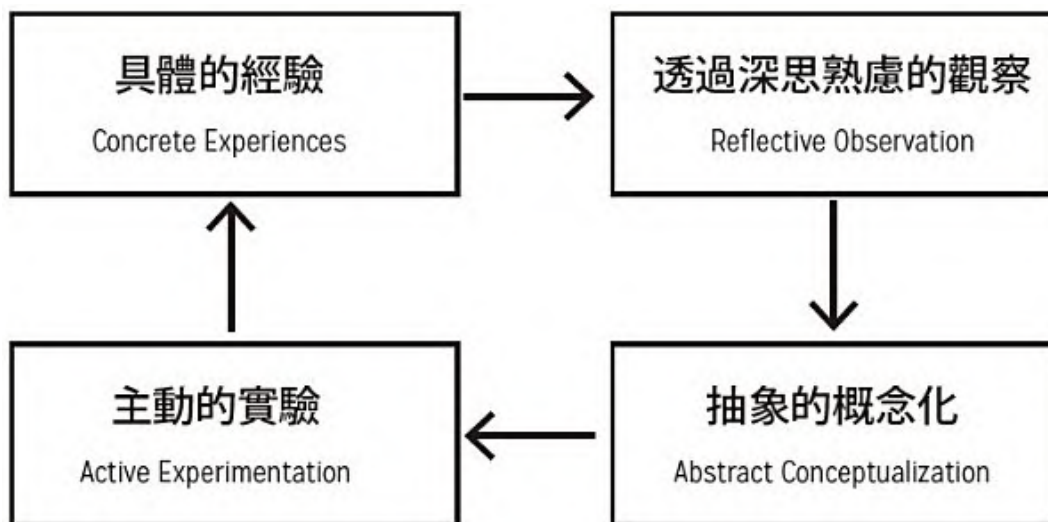 具體的經驗
Concrete Experiences
透過深思熟慮的觀察
Reflective Observation
主動的實驗
Active Experimentation
抽象的概念化
Abstract Conceptualization